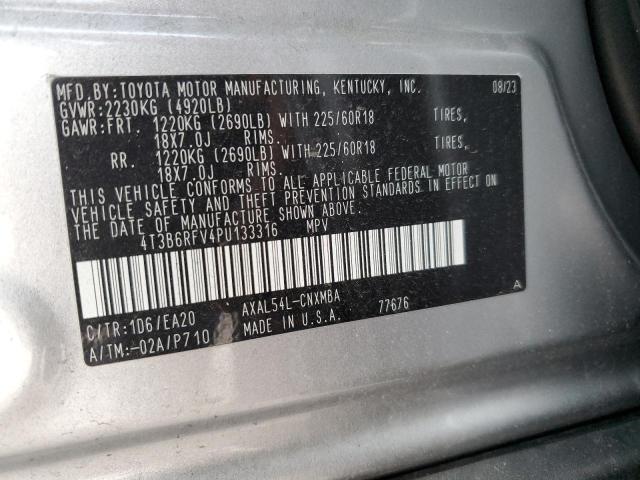 MFD.BY:TOYOTA MOTOR MANUFACTURING, KENTUCKY, INC. 08/23
GVWR:2230KG (4920LB)
GAWR:FRT. 1220KG (2690LB) WITH 225/60R18 TIRES,
18X7.0J RIMS.
RR. 1220KG (2690LB) WITH 225/60R18 TIRES,
18X7.0J RIMS.
THIS VEHICLE CONFORMS TO ALL APPLICABLE FEDERAL MOTOR
VEHICLE SAFETY AND THEFT PREVENTION STANDARDS IN EFFECT ON
THE DATE OF MANUFACTURE SHOWN ABOVE.
4T3B6RFV4PU133316 MPV
C/TR:1D6/EA20 AXAL54L-CNXMBA 77676 A
A/TM:-02A/P710 MADE IN U.S.A.